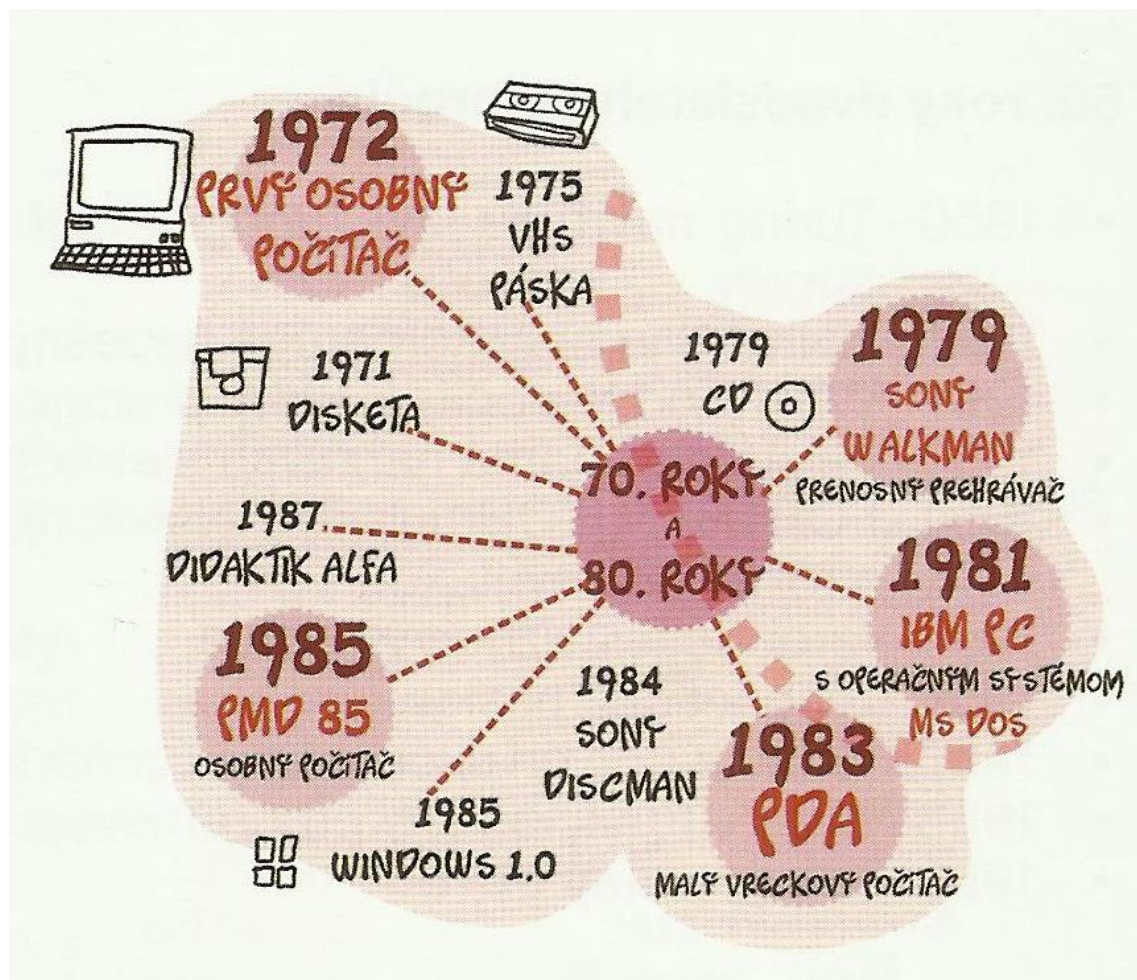 1972
PRVÝ OSOBNÝ
POČÍTAČ
1975
VHS
PÁSKA
1971
DISKETA
1979
CD
1979
SONY
WALKMAN
PRENOSNÝ PREHRÁVAČ
70. ROKY
A
80. ROKY
1987
DIDAKTIK ALFA
1981
IBM PC
S OPERAČNÝM SYSTÉMOM
MS DOS
1985
PMD 85
OSOBNÝ POČÍTAČ
1984
SONY
DISCMAN
1983
PDA
MALÝ VRECKOVÝ POČÍTAČ
1985
WINDOWS 1.0